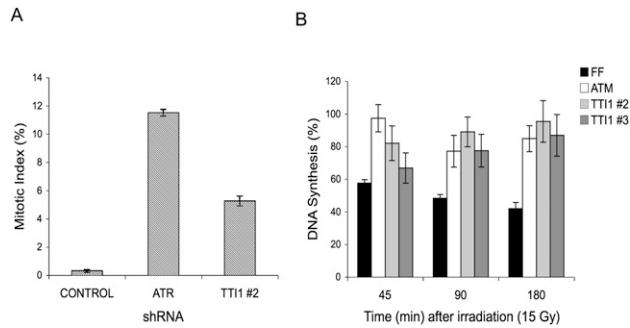 A
Mitotic Index (%)
14
12
10
8
6
4
2
0
CONTROL ATR TTI1 #2
shRNA
B
FF
ATM
TTI1 #2
TTI1 #3
DNA Synthesis (%)
120
100
80
60
40
20
0
45 90 180
Time (min) after irradiation (15 Gy)